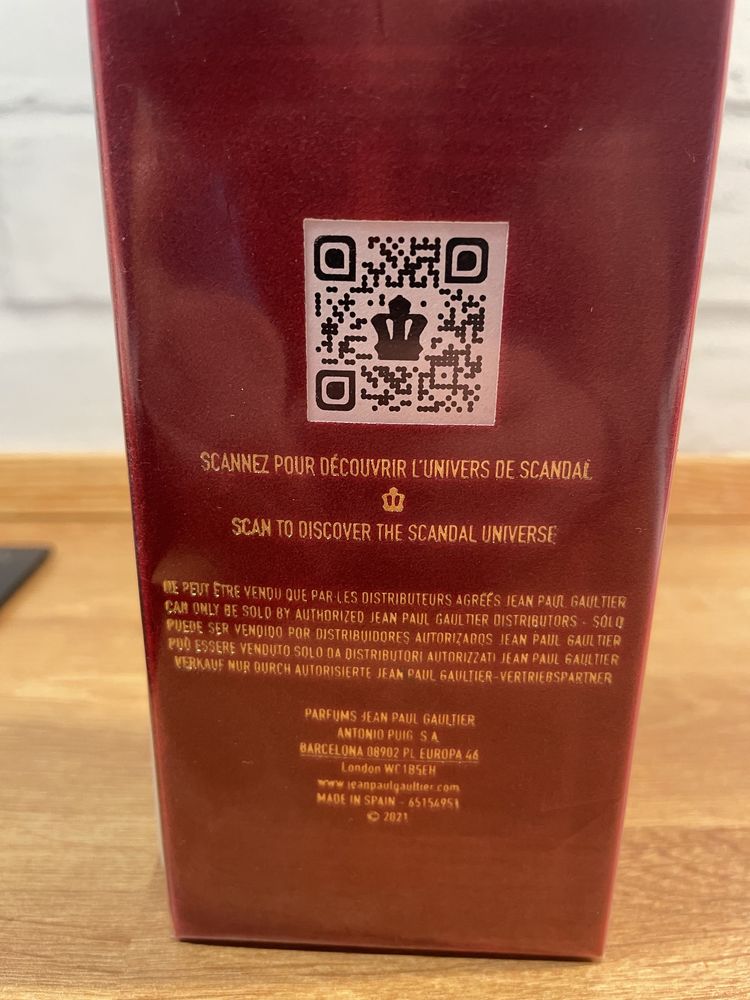 SCANNEZ POUR DÉCOUVRIR L'UNIVERS DE SCANDAL
SCAN TO DISCOVER THE SCANDAL UNIVERSE
NE PEUT ÊTRE VENDU QUE PAR LES DISTRIBUTEURS AGRÉÉS JEAN PAUL GAULTIER
CAN ONLY BE SOLD BY AUTHORIZED JEAN PAUL GAULTIER DISTRIBUTORS - SÓLO
PUEDE SER VENDIDO POR DISTRIBUIDORES AUTORIZADOS JEAN PAUL GAULTIER
PUÒ ESSERE VENDUTO SOLO DA DISTRIBUTORI AUTORIZZATI JEAN PAUL GAULTIER
VERKAUF NUR DURCH AUTORISIERTE JEAN PAUL GAULTIER-VERTRIEBSPARTNER
PARFUMS JEAN PAUL GAULTIER
ANTONIO PUIG S.A.
BARCELONA 08902 PL EUROPA 46
London WC1B5EH
www.jeanpaulgaultier.com
MADE IN SPAIN - 65154951
© 2021